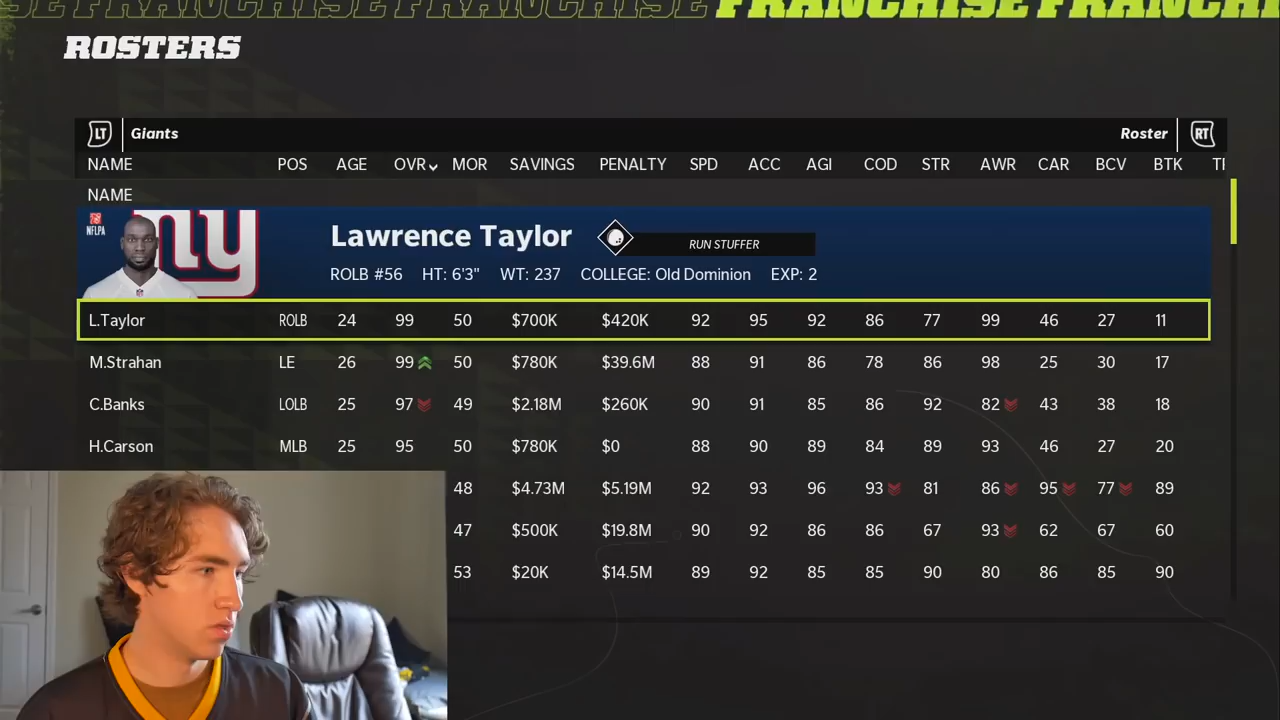 FRANCHISE FRANCHISE FRANCHISE FRANCHI
ROSTERS
LT Giants Roster RT
NAME POS AGE OVR MOR SAVINGS PENALTY SPD ACC AGI COD STR AWR CAR BCV BTK
NAME
NFLPA
ny
Lawrence Taylor RUN STUFFER
ROLB #56 HT: 6'3" WT: 237 COLLEGE: Old Dominion EXP: 2
L.Taylor ROLB 24 99 50 $700K $420K 92 95 92 86 77 99 46 27 11
M.Strahan LE 26 99 50 $780K $39.6M 88 91 86 78 86 98 25 30 17
C.Banks LOLB 25 97 49 $2.18M $260K 90 91 85 86 92 82 43 38 18
H.Carson MLB 25 95 50 $780K $0 88 90 89 84 89 93 46 27 20
48 $4.73M $5.19M 92 93 96 93 81 86 95 77 89
47 $500K $19.8M 90 92 86 86 67 93 62 67 60
53 $20K $14.5M 89 92 85 85 90 80 86 85 90